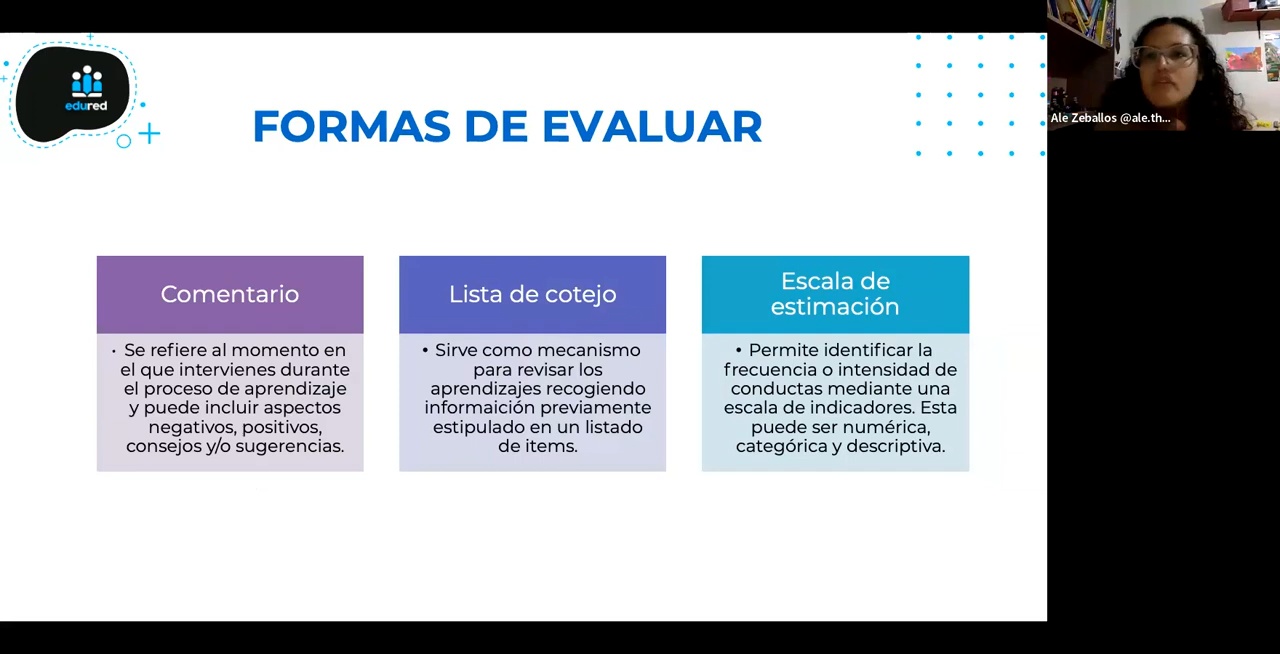 edured
FORMAS DE EVALUAR
Comentario
• Se refiere al momento en
el que intervienes durante
el proceso de aprendizaje
y puede incluir aspectos
negativos, positivos,
consejos y/o sugerencias.
Lista de cotejo
• Sirve como mecanismo
para revisar los
aprendizajes recogiendo
informaición previamente
estipulado en un listado
de items.
Escala de
estimación
• Permite identificar la
frecuencia o intensidad de
conductas mediante una
escala de indicadores. Esta
puede ser numérica,
categórica y descriptiva.
Ale Zeballos @ale.th...